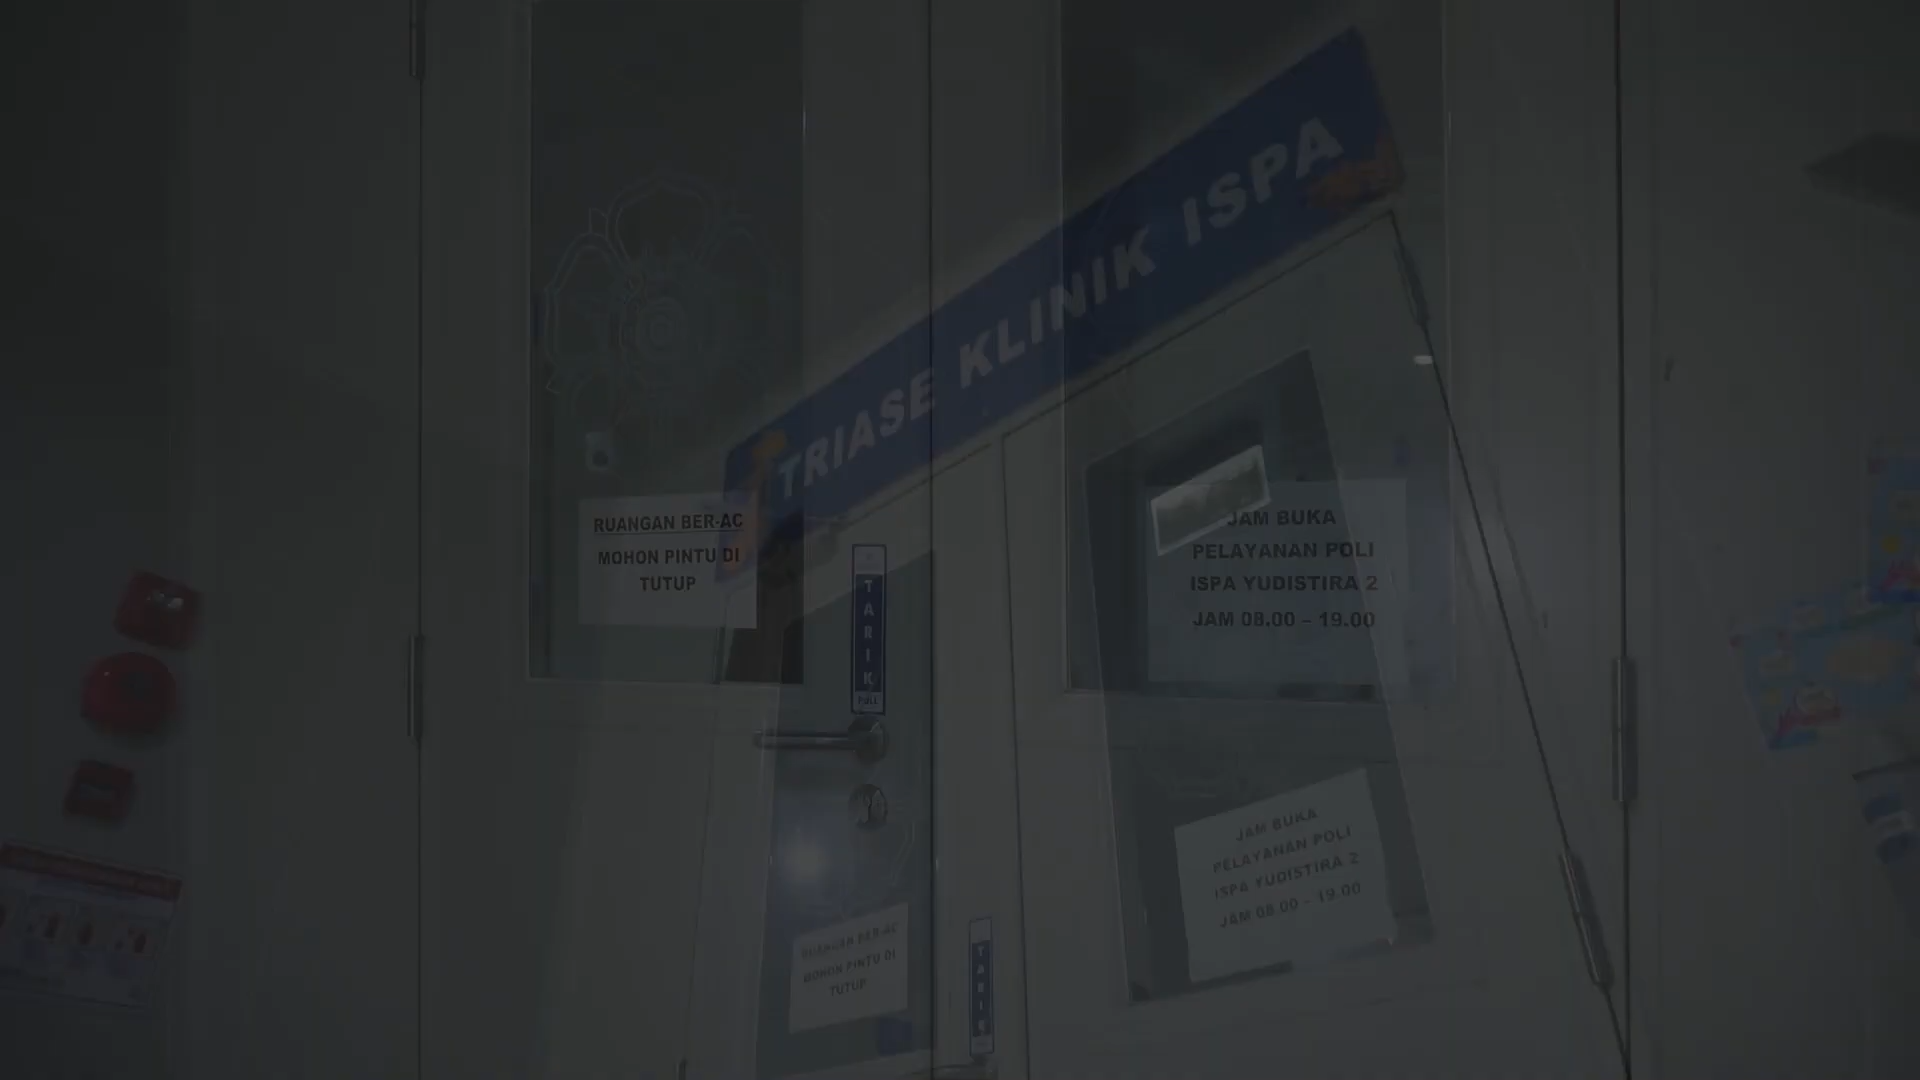 TRIASE KLINIK ISPA
RUANGAN BER-AC
MOHON PINTU DI
TUTUP
TARIK
PULL
JAM BUKA
PELAYANAN POLI
ISPA YUDISTIRA 2
JAM 08.00 – 19.00
JAM BUKA
PELAYANAN POLI
ISPA YUDISTIRA 2
JAM 08.00 – 19.00
RUANGAN BER-AC
MOHON PINTU DI
TUTUP
TARIK